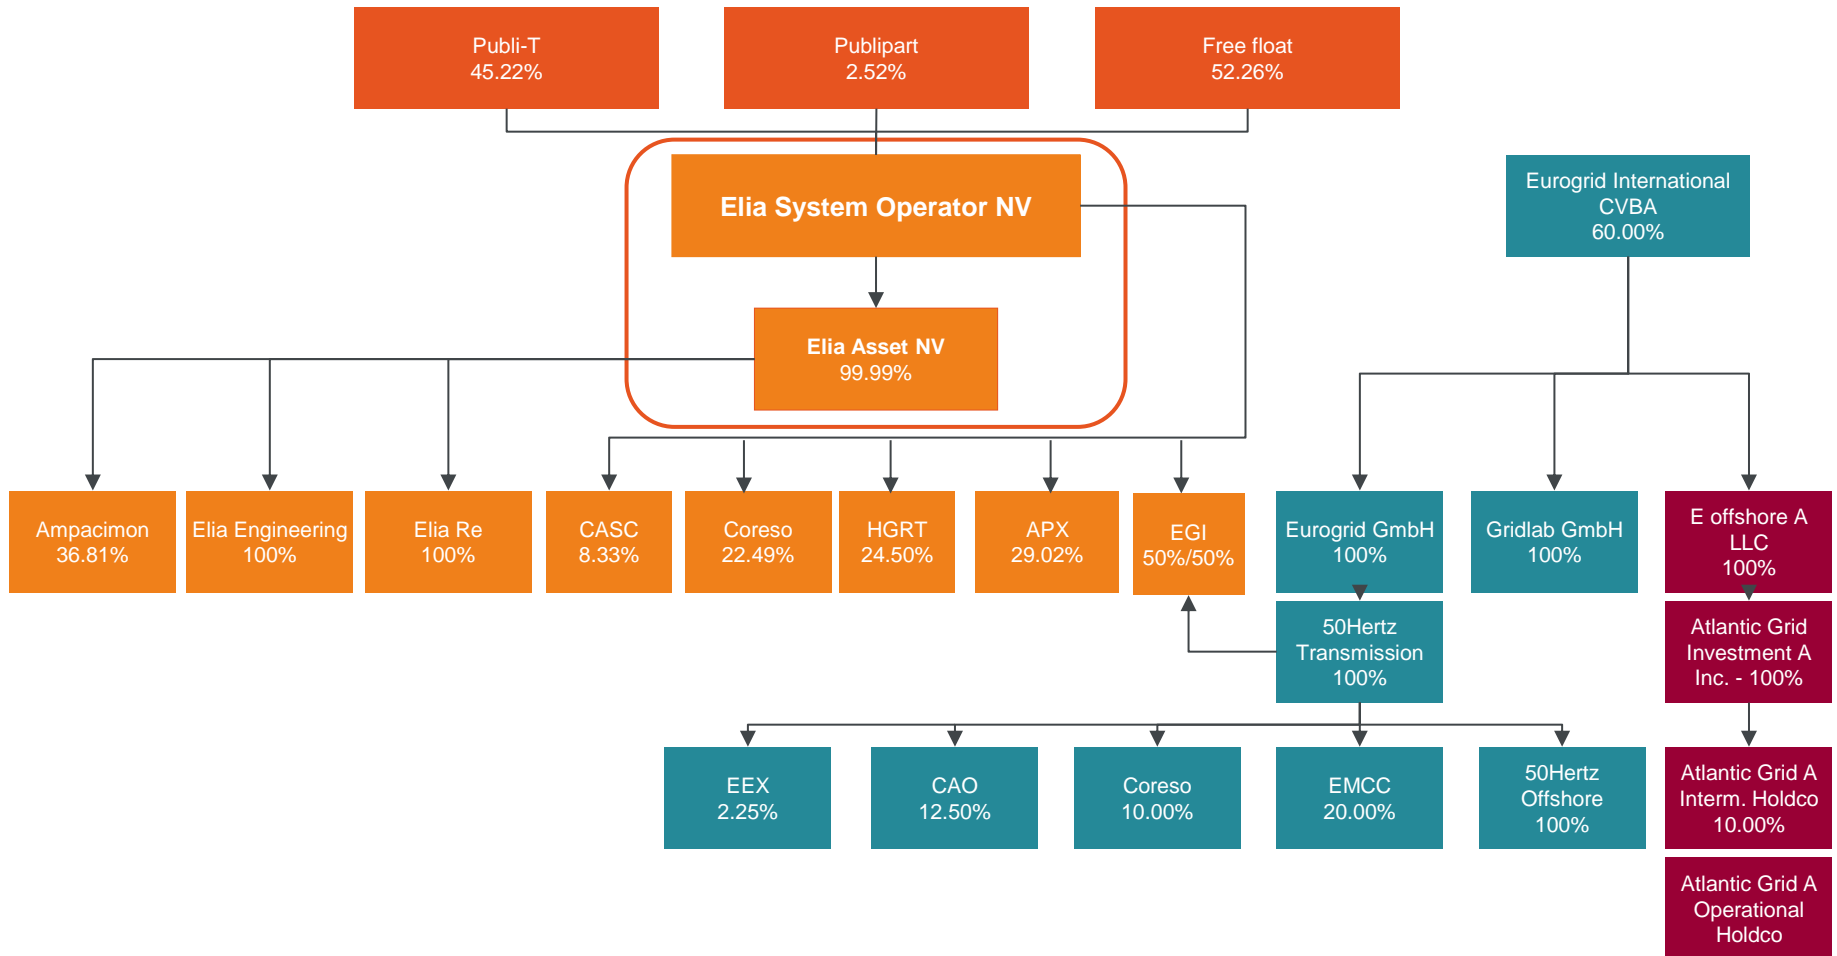 Publi-T
45.22%
Publipart
2.52%
Free float
52.26%
Elia System Operator NV
Eurogrid International
CVBA
60.00%
Elia Asset NV
99.99%
Ampacimon
36.81%
Elia Engineering
100%
Elia Re
100%
CASC
8.33%
Coreso
22.49%
HGRT
24.50%
APX
29.02%
EGI
50%/50%
Eurogrid GmbH
100%
Gridlab GmbH
100%
E offshore A
LLC
100%
50Hertz
Transmission
100%
Atlantic Grid
Investment A
Inc. - 100%
EEX
2.25%
CAO
12.50%
Coreso
10.00%
EMCC
20.00%
50Hertz
Offshore
100%
Atlantic Grid A
Interm. Holdco
10.00%
Atlantic Grid A
Operational
Holdco